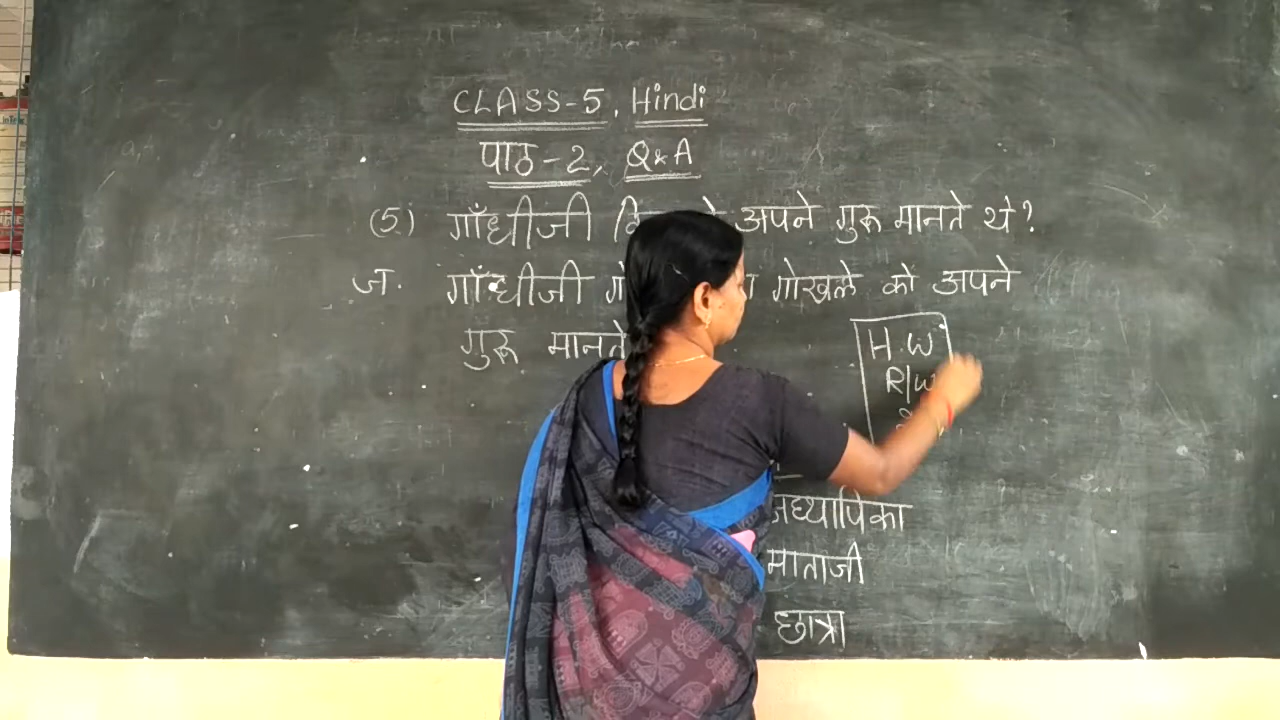 CLASS-5, Hindi
पाठ-2, Q&A
(5) गाँधीजी अपने गुरू मानते थे?
ज. गाँधीजी गोखले को अपने
गुरू मानते
H.W
R/W
अध्यापिका
माताजी
छात्रा